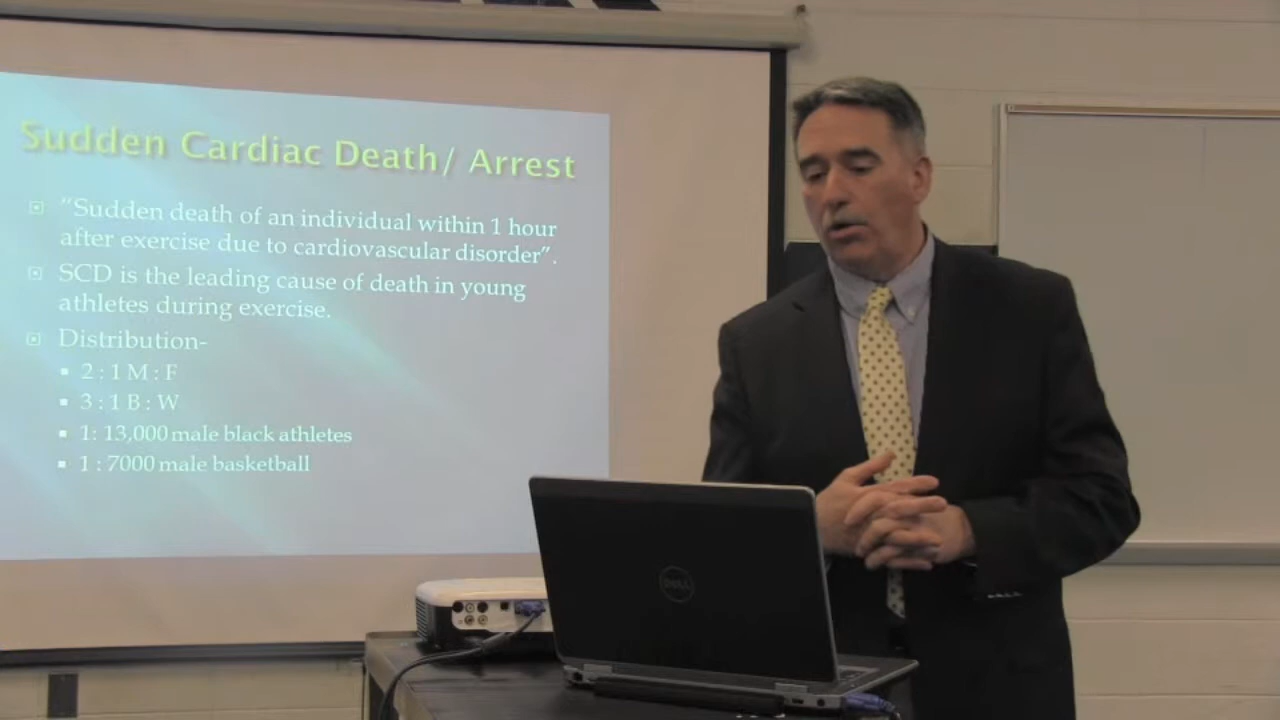 Sudden Cardiac Death/ Arrest
"Sudden death of an individual within 1 hour
after exercise due to cardiovascular disorder".
SCD is the leading cause of death in young
athletes during exercise.
Distribution-
2 : 1 M : F
3 : 1 B : W
1: 13,000 male black athletes
1 : 7000 male basketball
DELL